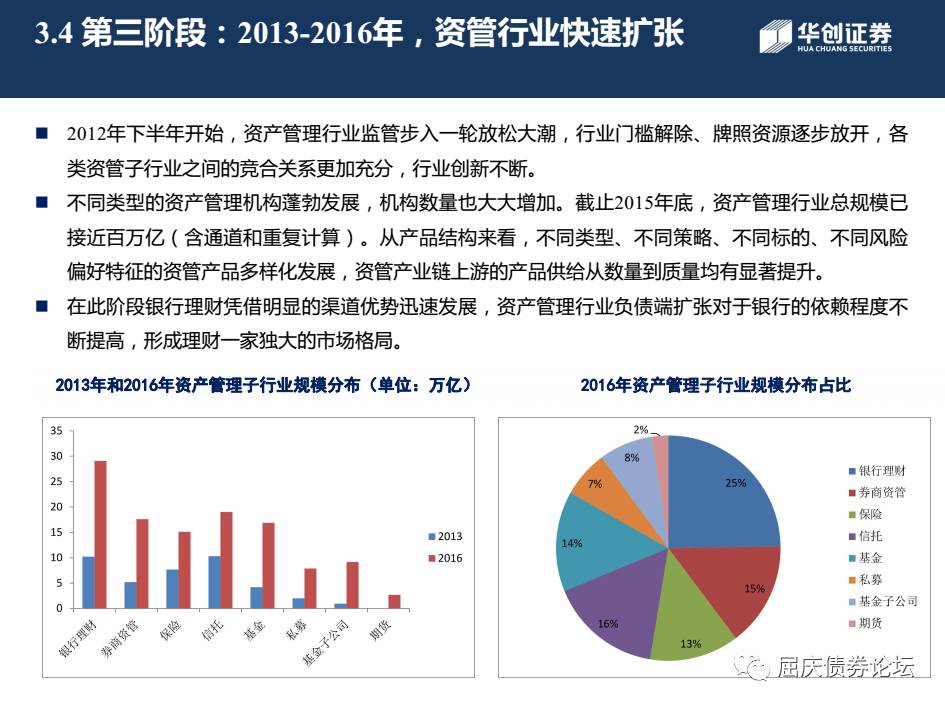 3.4 第三阶段：2013-2016年，资管行业快速扩张
华创证券
HUA CHUANG SECURITIES
■ 2012年下半年开始，资产管理行业监管步入一轮放松大潮，行业门槛解除、牌照资源逐步放开，各
类资管子行业之间的竞合关系更加充分，行业创新不断。
■ 不同类型的资产管理机构蓬勃发展，机构数量也大大增加。截止2015年底，资产管理行业总规模已
接近百万亿（含通道和重复计算）。从产品结构来看，不同类型、不同策略、不同标的、不同风险
偏好特征的资管产品多样化发展，资管产业链上游的产品供给从数量到质量均有显著提升。
■ 在此阶段银行理财凭借明显的渠道优势迅速发展，资产管理行业负债端扩张对于银行的依赖程度不
断提高，形成理财一家独大的市场格局。
2013年和2016年资产管理子行业规模分布（单位：万亿）
35
30
25
20
15
10
5
0
银行理财
券商资管
保险
信托
基金
私募
基金子公司
期货
2013
2016
2016年资产管理子行业规模分布占比
2%
8%
7%
25%
14%
15%
16%
13%
银行理财
券商资管
保险
信托
基金
私募
基金子公司
期货
屈庆债券论坛